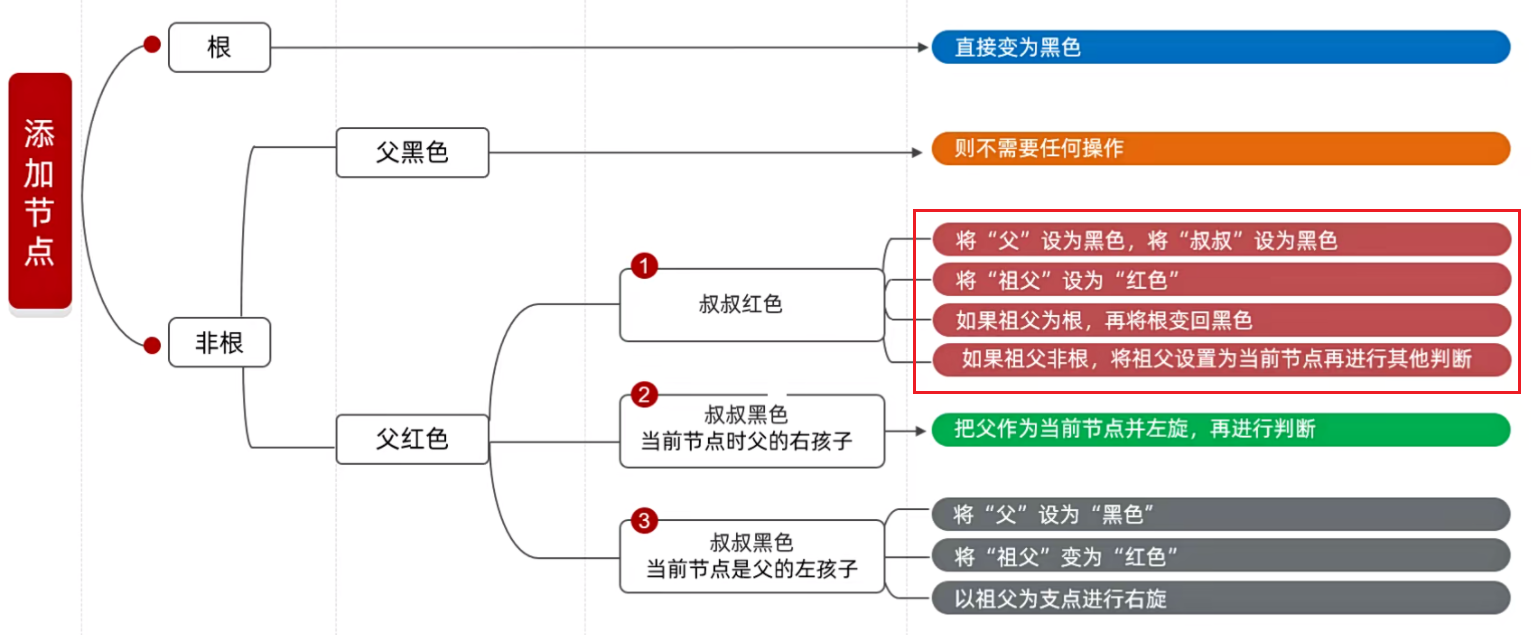 添加节点
根
直接变为黑色
非根
父黑色
则不需要任何操作
父红色
1
叔叔红色
将“父”设为黑色，将“叔叔”设为黑色
将“祖父”设为“红色”
如果祖父为根，再将根变回黑色
如果祖父非根，将祖父设置为当前节点再进行其他判断
2
叔叔黑色
当前节点时父的右孩子
把父作为当前节点并左旋，再进行判断
3
叔叔黑色
当前节点是父的左孩子
将“父”设为“黑色”
将“祖父”变为“红色”
以祖父为支点进行右旋